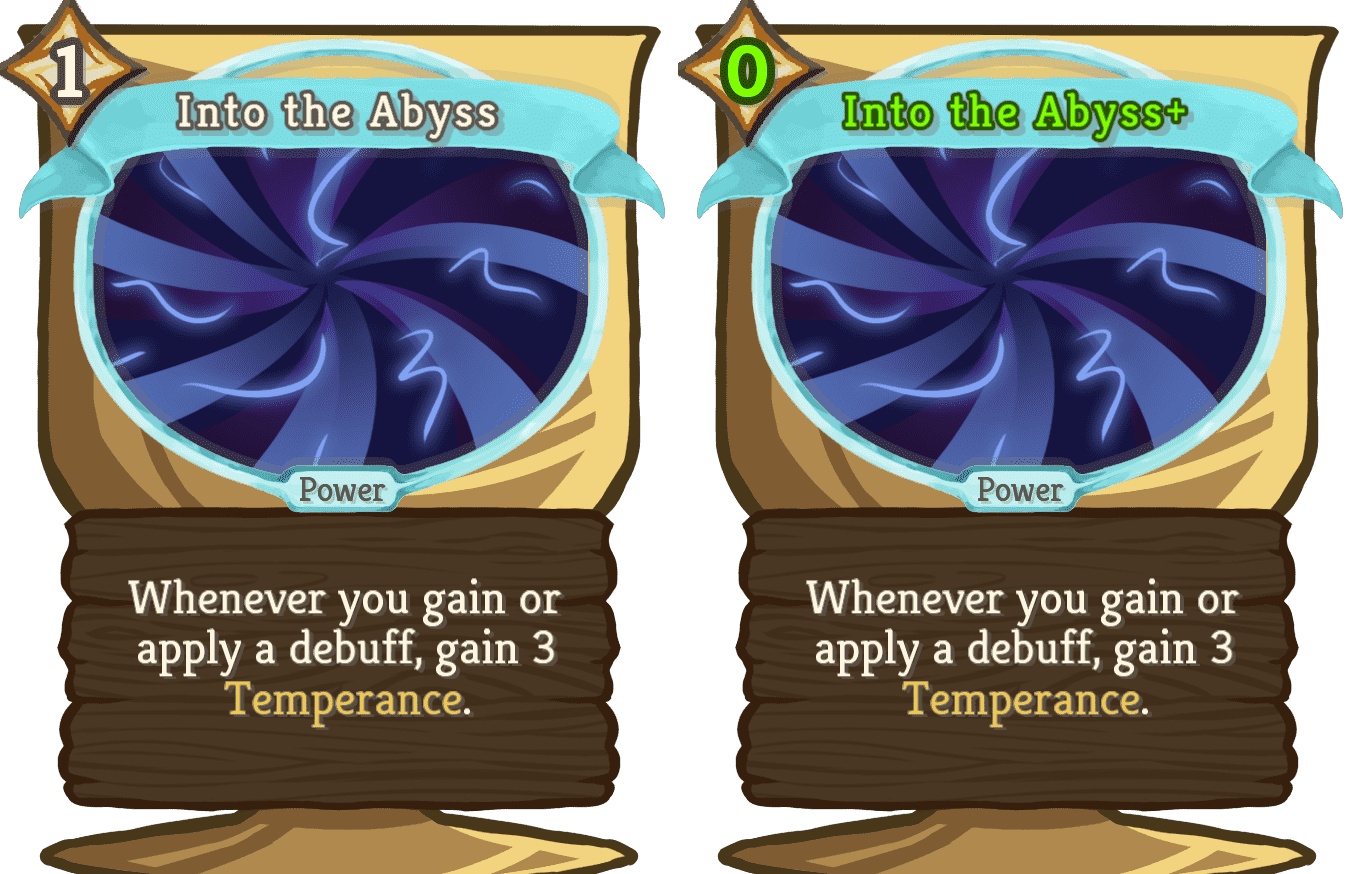 1
Into the Abyss
Power
Whenever you gain or
apply a debuff, gain 3
Temperance.
0
Into the Abyss+
Power
Whenever you gain or
apply a debuff, gain 3
Temperance.